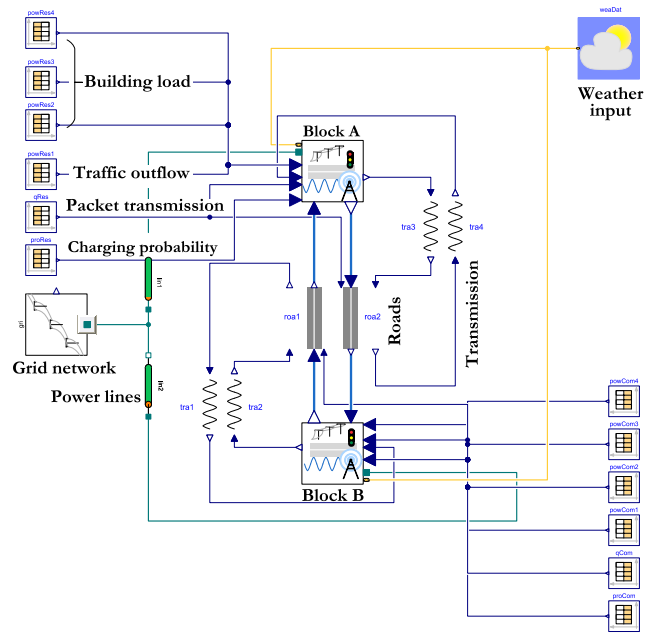 powRes4
weaDat
powRes3
Building load
powRes2
Weather
input
Block A
powRes1
Traffic outflow
qRes
Packet transmission
tra3
tra4
proRes
Charging probability
Transmission
ln1
gri
roa1
roa2
Roads
Grid network
Power lines
ln2
tra1
tra2
powCom4
powCom3
Block B
powCom2
powCom1
qCom
proCom